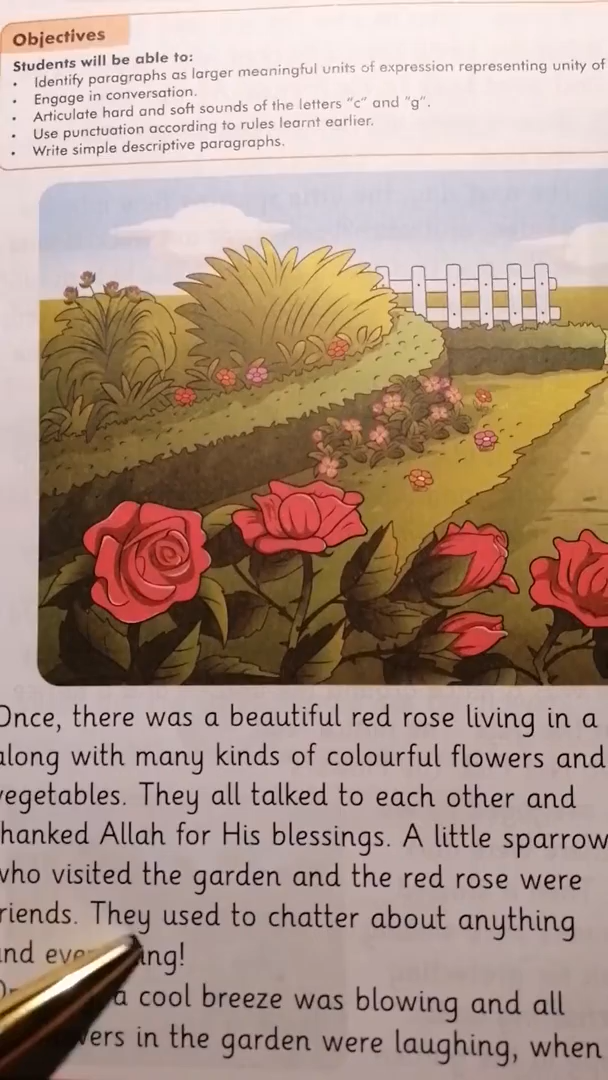 Objectives
Students will be able to:
• Identify paragraphs as larger meaningful units of expression representing unity of
• Engage in conversation.
• Articulate hard and soft sounds of the letters "c" and "g".
• Use punctuation according to rules learnt earlier.
• Write simple descriptive paragraphs.
Once, there was a beautiful red rose living in a
along with many kinds of colourful flowers and
vegetables. They all talked to each other and
hanked Allah for His blessings. A little sparrow
who visited the garden and the red rose were
riends. They used to chatter about anything
nd eve ing!
a cool breeze was blowing and all
wers in the garden were laughing, when